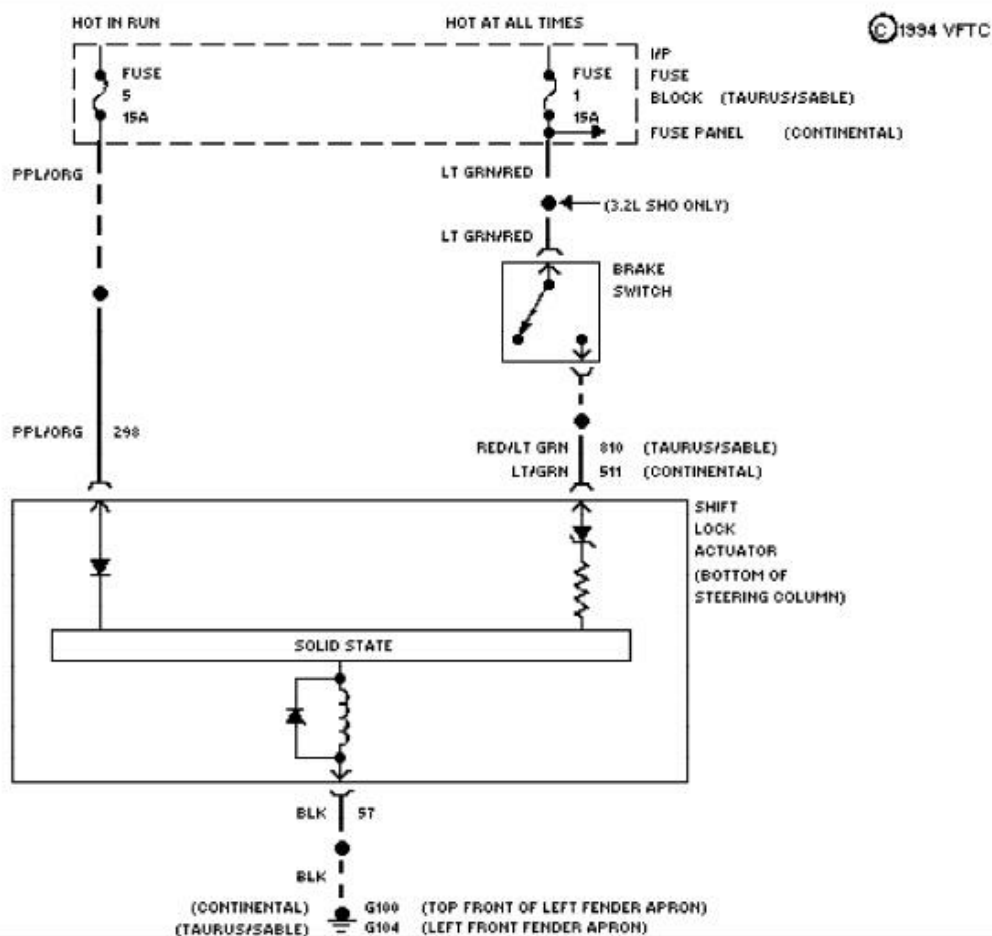 HOT IN RUN
HOT AT ALL TIMES
© 1994 VFTC
FUSE
5
15A
FUSE
1
15A
I/P
FUSE
BLOCK (TAURUS/SABLE)
FUSE PANEL (CONTINENTAL)
PPL/ORG
LT GRN/RED
(3.2L SHO ONLY)
LT GRN/RED
BRAKE
SWITCH
PPL/ORG 298
RED/LT GRN 810 (TAURUS/SABLE)
LT/GRN 511 (CONTINENTAL)
SHIFT
LOCK
ACTUATOR
(BOTTOM OF
STEERING COLUMN)
SOLID STATE
BLK 57
BLK
(CONTINENTAL) G100 (TOP FRONT OF LEFT FENDER APRON)
(TAURUS/SABLE) G104 (LEFT FRONT FENDER APRON)